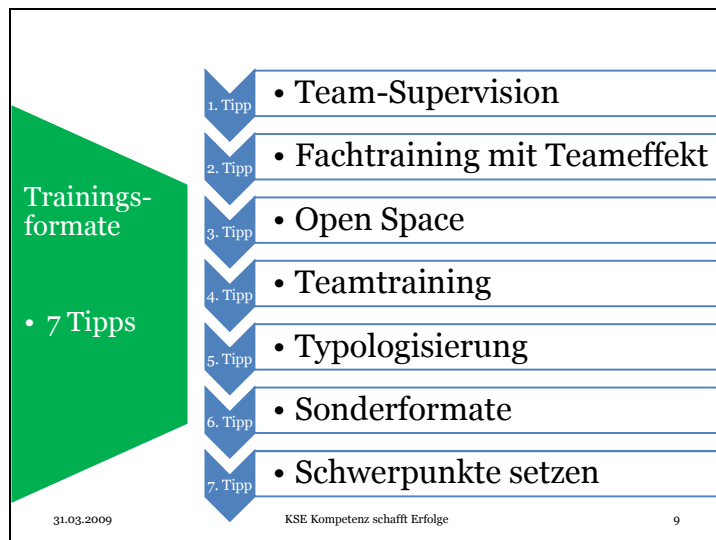 Trainings-
formate
• 7 Tipps
1. Tipp
• Team-Supervision
2. Tipp
• Fachtraining mit Teameffekt
3. Tipp
• Open Space
4. Tipp
• Teamtraining
5. Tipp
• Typologisierung
6. Tipp
• Sonderformate
7. Tipp
• Schwerpunkte setzen
31.03.2009
KSE Kompetenz schafft Erfolge
9